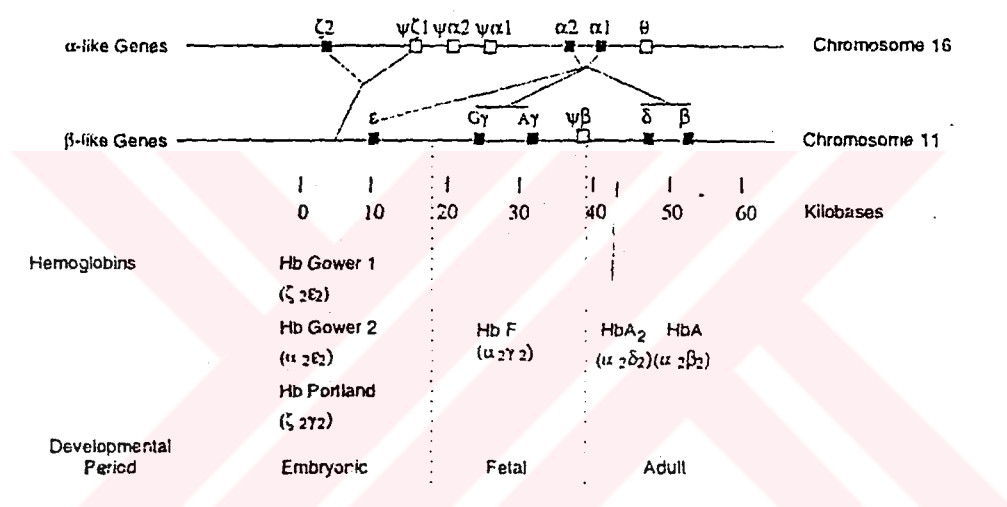 ζ2 ψζ1 ψα2 ψα1 α2 α1 θ
α-like Genes Chromosome 16
ε Gγ Aγ ψβ δ β
β-like Genes Chromosome 11
0 10 20 30 40 50 60 Kilobases
Hemoglobins Hb Gower 1
(ζ2ε2)
Hb Gower 2 Hb F HbA2 HbA
(α2ε2) (α2γ2) (α2δ2)(α2β2)
Hb Portland
(ζ2γ2)
Developmental
Period Embryonic Fetal Adult